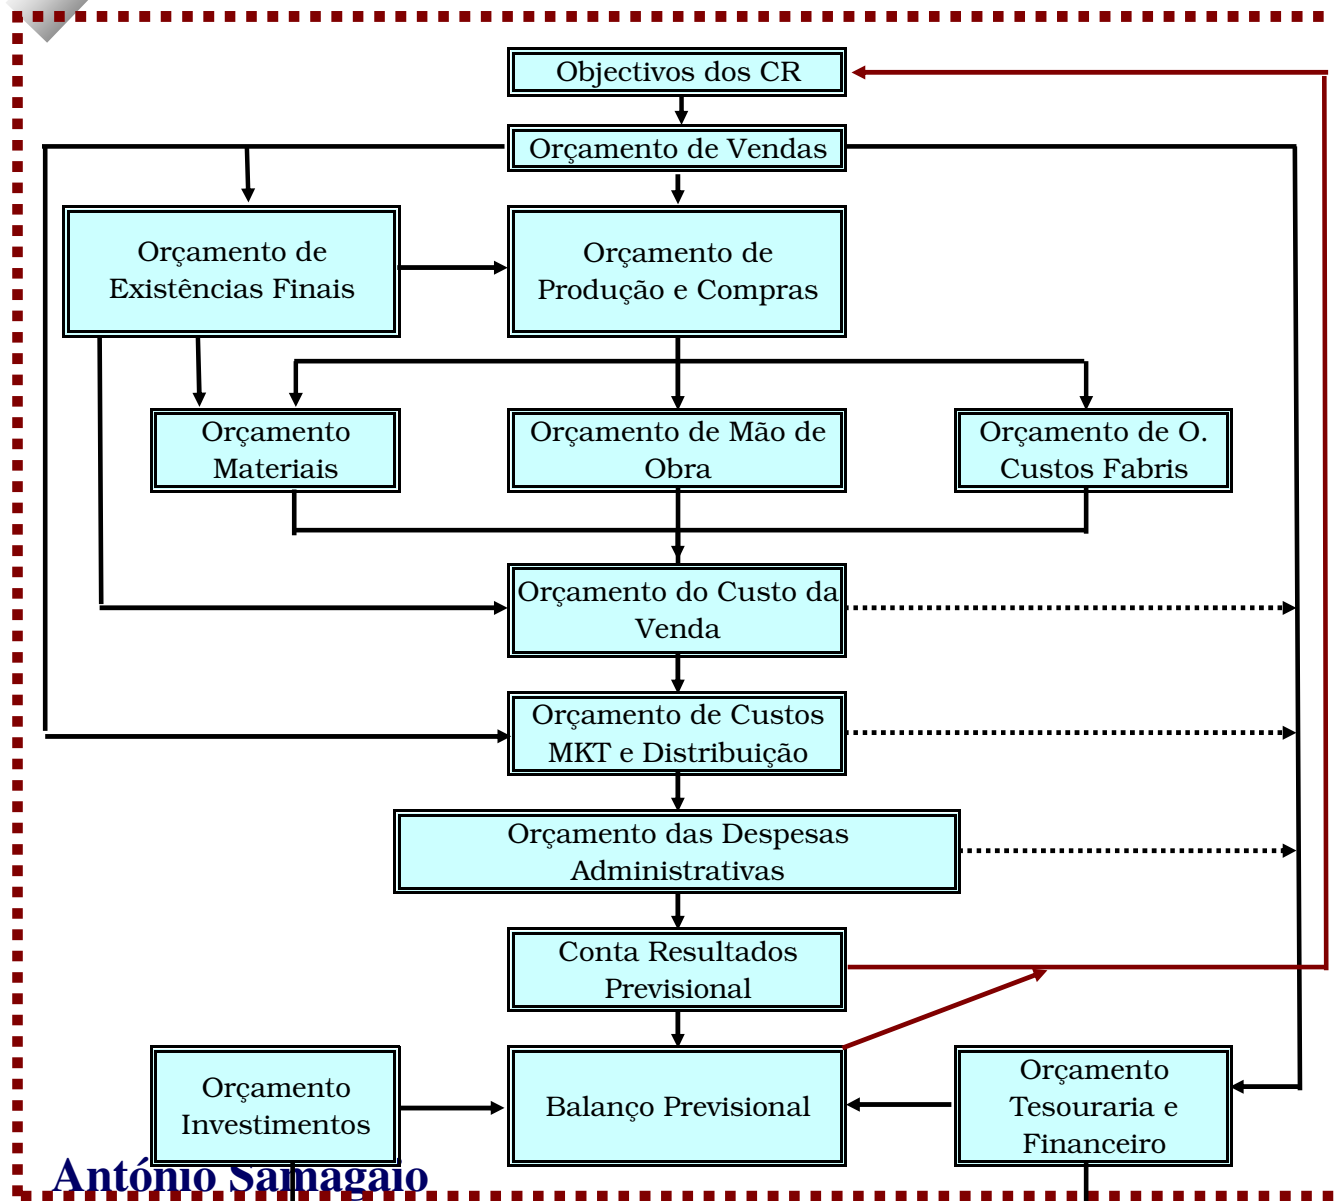 Objectivos dos CR
Orçamento de Vendas
Orçamento de
Existências Finais
Orçamento de
Produção e Compras
Orçamento
Materiais
Orçamento de Mão de
Obra
Orçamento de O.
Custos Fabris
Orçamento do Custo da
Venda
Orçamento de Custos
MKT e Distribuição
Orçamento das Despesas
Administrativas
Conta Resultados
Previsional
Orçamento
Investimentos
Balanço Previsional
Orçamento
Tesouraria e
Financeiro
António Samagaio